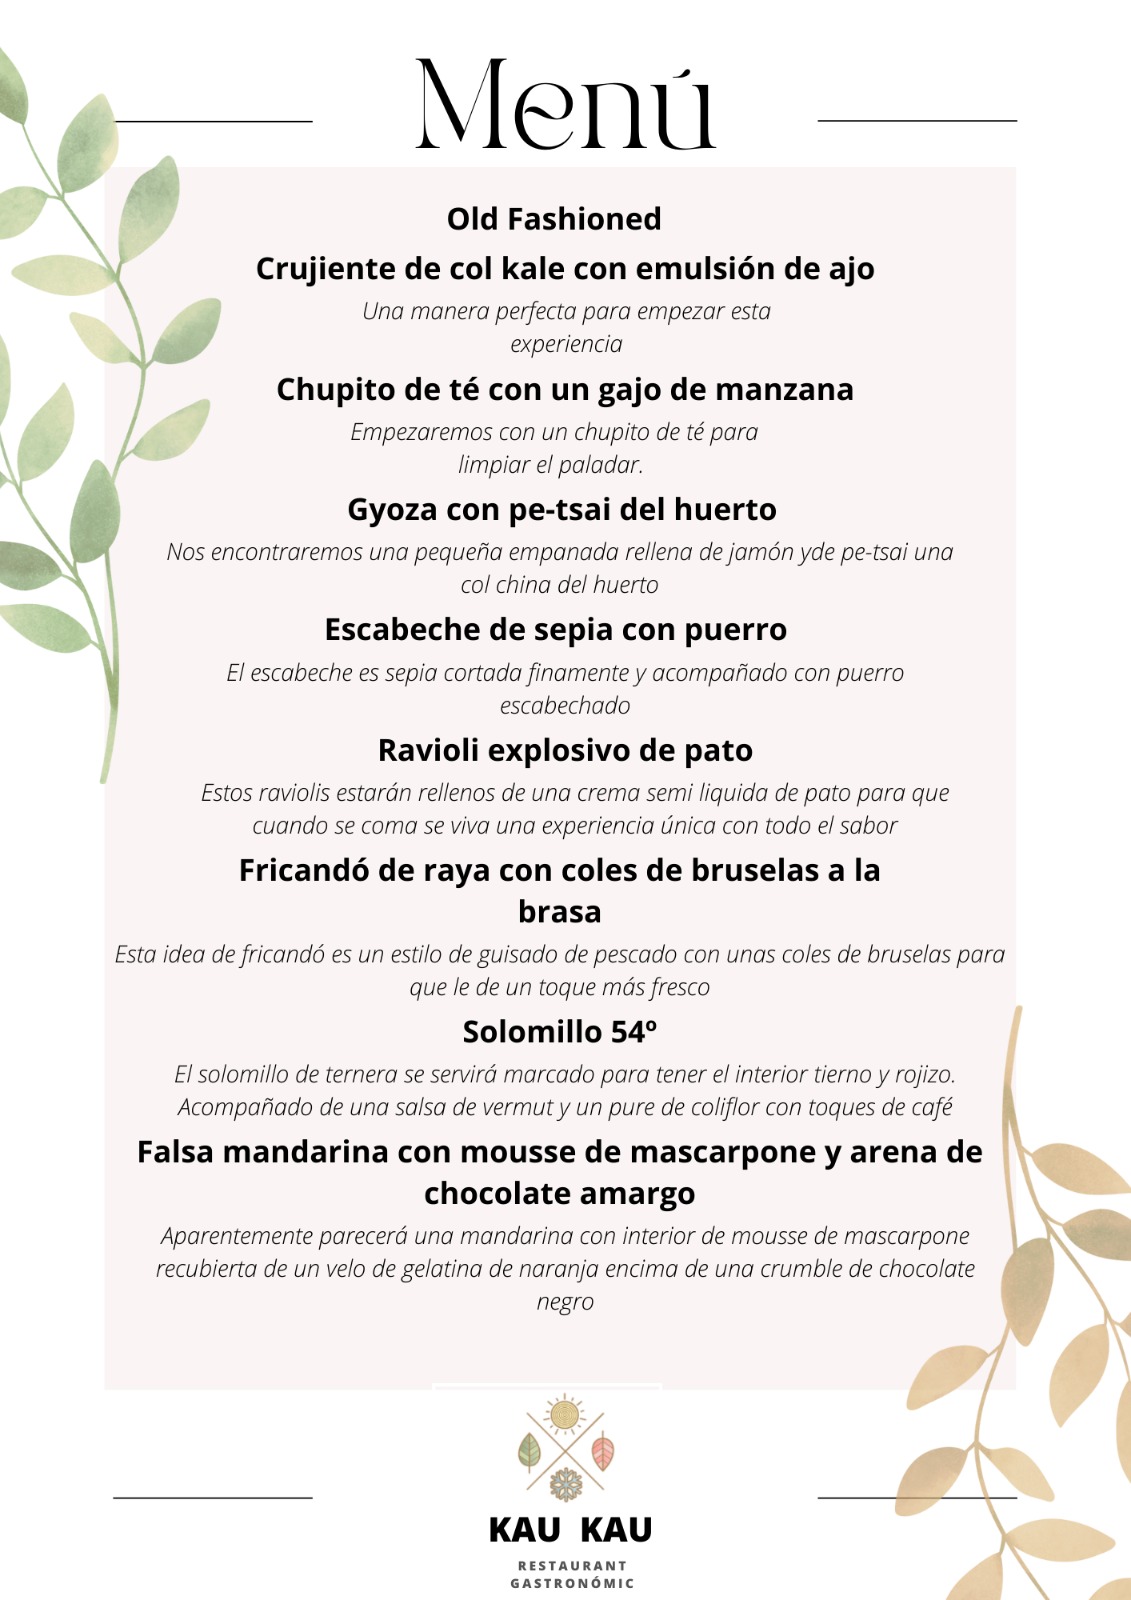 Menú
Old Fashioned
Crujiente de col kale con emulsión de ajo
Una manera perfecta para empezar esta
experiencia
Chupito de té con un gajo de manzana
Empezaremos con un chupito de té para
limpiar el paladar.
Gyoza con pe-tsai del huerto
Nos encontraremos una pequeña empanada rellena de jamón yde pe-tsai una
col china del huerto
Escabeche de sepia con puerro
El escabeche es sepia cortada finamente y acompañado con puerro
escabechado
Ravioli explosivo de pato
Estos raviolis estarán rellenos de una crema semi liquida de pato para que
cuando se coma se viva una experiencia única con todo el sabor
Fricandó de raya con coles de bruselas a la
brasa
Esta idea de fricandó es un estilo de guisado de pescado con unas coles de bruselas para
que le de un toque más fresco
Solomillo 54º
El solomillo de ternera se servirá marcado para tener el interior tierno y rojizo.
Acompañado de una salsa de vermut y un pure de coliflor con toques de café
Falsa mandarina con mousse de mascarpone y arena de
chocolate amargo
Aparentemente parecerá una mandarina con interior de mousse de mascarpone
recubierta de un velo de gelatina de naranja encima de una crumble de chocolate
negro
KAU KAU
RESTAURANT
GASTRONÓMIC